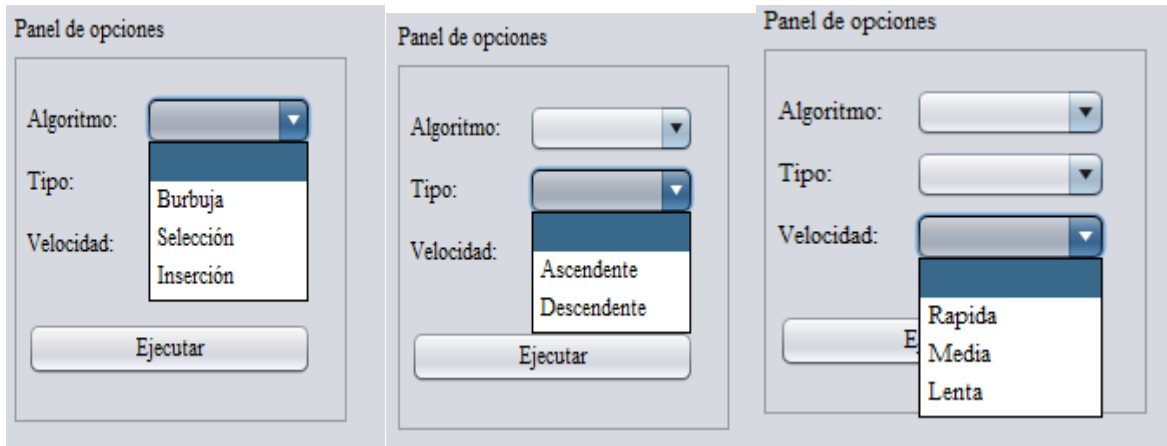 Panel de opciones
Algoritmo:
Burbuja
Tipo:
Selección
Velocidad:
Inserción
Ejecutar
Panel de opciones
Algoritmo:
Tipo:
Velocidad:
Ascendente
Descendente
Ejecutar
Panel de opciones
Algoritmo:
Tipo:
Velocidad:
Rapida
E
Media
Lenta